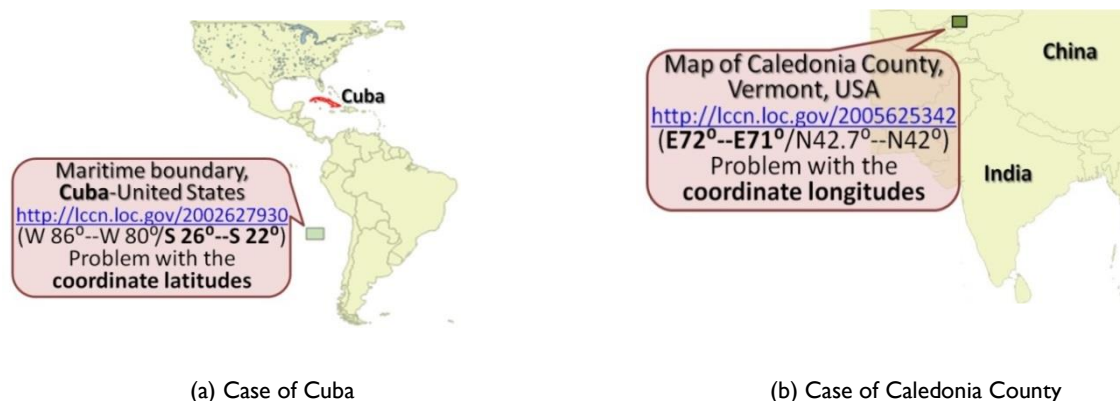 Cuba
Maritime boundary,
Cuba-United States
http://lccn.loc.gov/2002627930
(W 86⁰--W 80⁰/S 26⁰--S 22⁰)
Problem with the
coordinate latitudes
(a) Case of Cuba
China
Map of Caledonia County,
Vermont, USA
http://lccn.loc.gov/2005625342
(E72⁰--E71⁰/N42.7⁰--N42⁰)
Problem with the
coordinate longitudes
India
(b) Case of Caledonia County